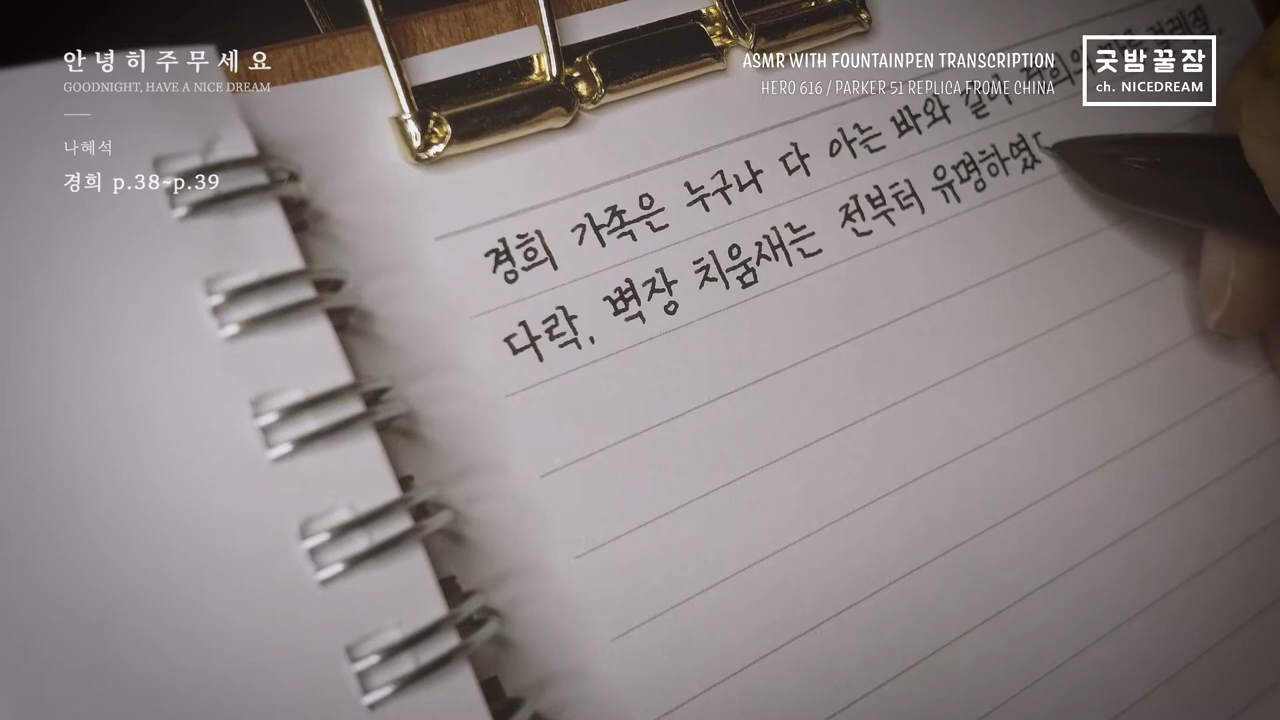 안녕히주무세요
GOODNIGHT, HAVE A NICE DREAM
나혜석
경희 p.38~p.39
ASMR WITH FOUNTAINPEN TRANSCRIPTION
HERO 616 / PARKER 51 REPLICA FROME CHINA
굿밤꿀잠
ch. NICEDREAM
경희 가족은 누구나 다 아는 바와 같이 경희의
다락, 벽장 치움새는 전부터 유명하였